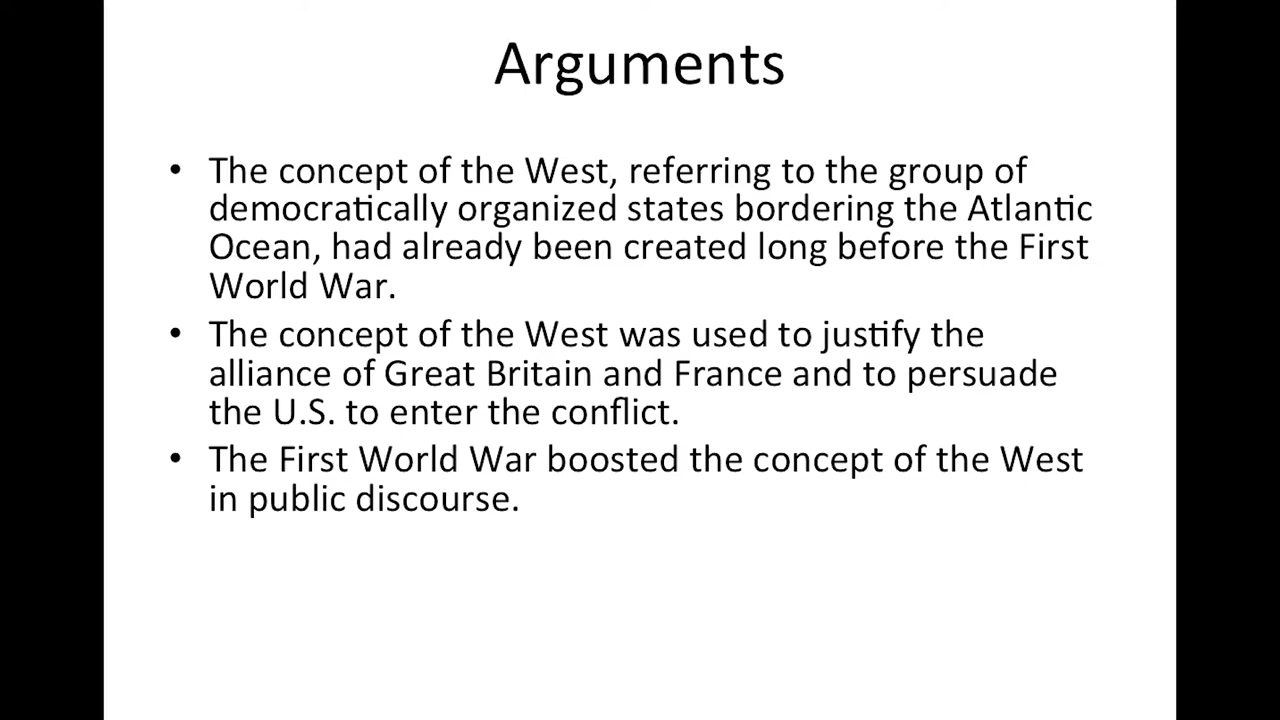 Arguments
• The concept of the West, referring to the group of
democratically organized states bordering the Atlantic
Ocean, had already been created long before the First
World War.
• The concept of the West was used to justify the
alliance of Great Britain and France and to persuade
the U.S. to enter the conflict.
• The First World War boosted the concept of the West
in public discourse.